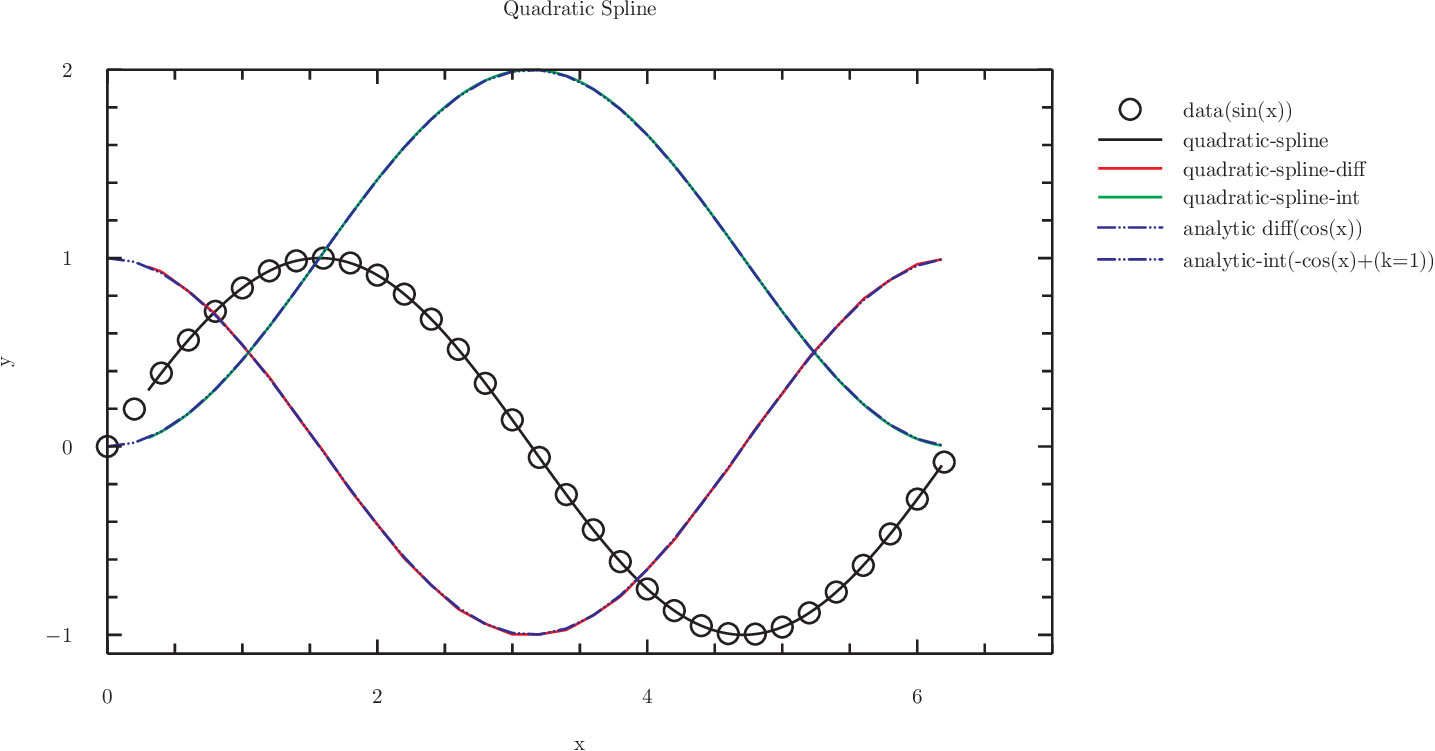 Quadratic Spline
2
1
0
−1
y
0 2 4 6
x
data(sin(x))
quadratic-spline
quadratic-spline-diff
quadratic-spline-int
analytic diff(cos(x))
analytic-int(-cos(x)+(k=1))